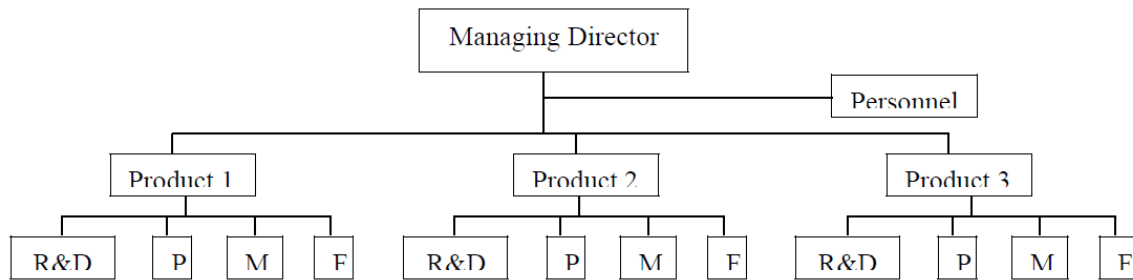 Managing Director
Personnel
Product 1
Product 2
Product 3
R&D
P
M
F
R&D
P
M
F
R&D
P
M
F